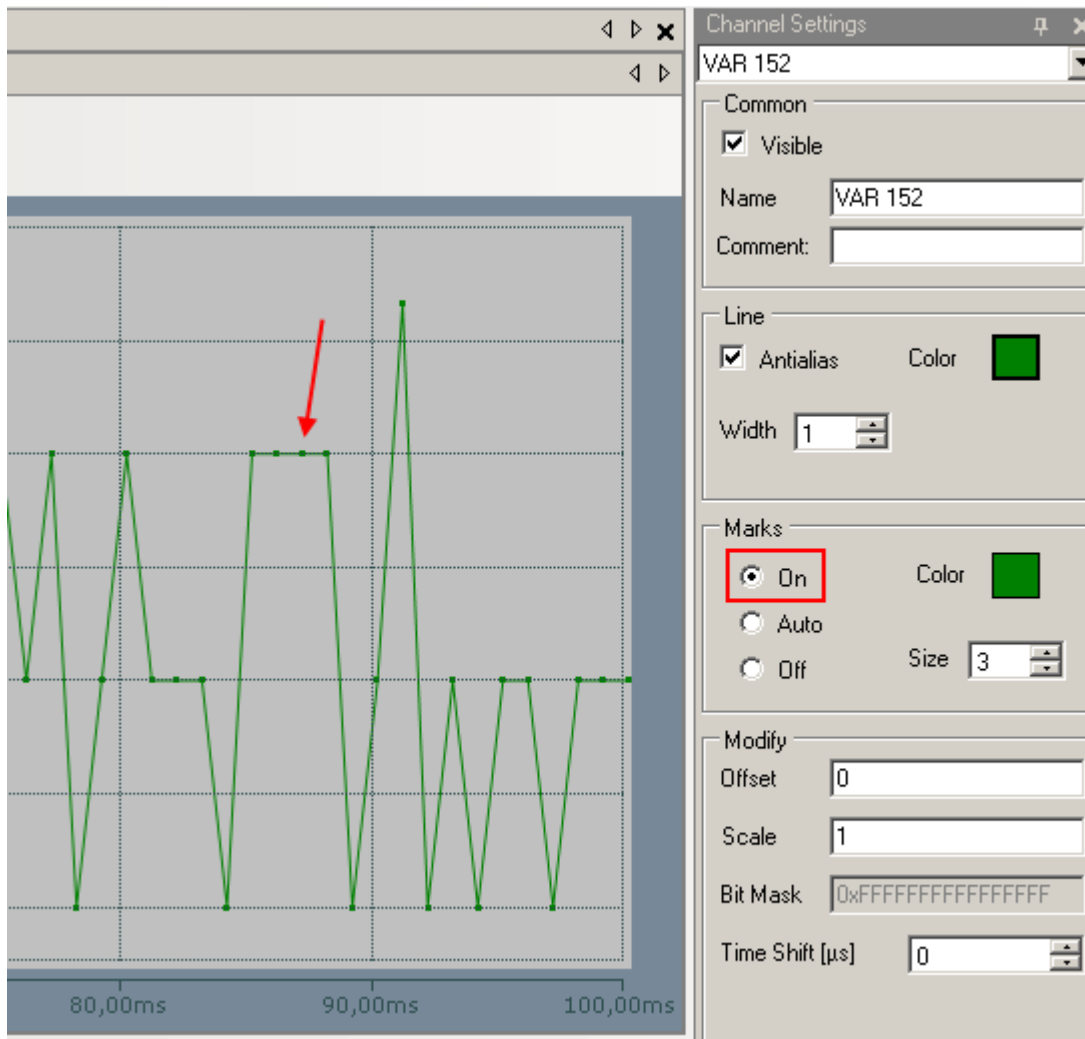 Channel Settings
VAR 152
Common
Visible
Name VAR 152
Comment:
Line
Antialias Color
Width 1
Marks
On Color
Auto
Off Size 3
Modify
Offset 0
Scale 1
Bit Mask 0xFFFFFFFFFFFFFFFF
Time Shift [µs] 0
80,00ms 90,00ms 100,00ms